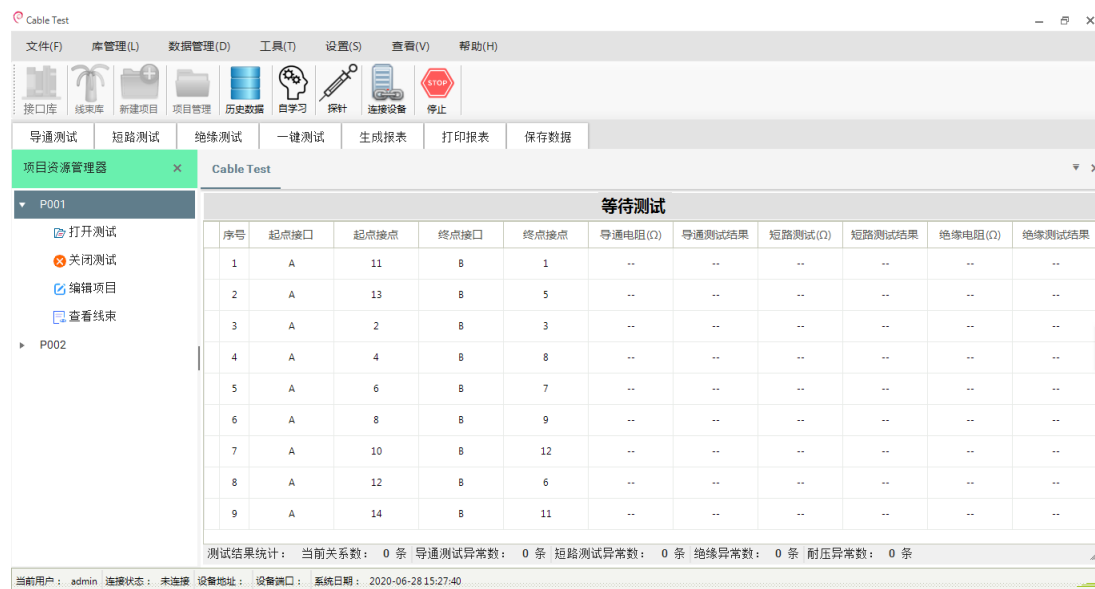 Cable Test
文件(F) 库管理(L) 数据管理(D) 工具(T) 设置(S) 查看(V) 帮助(H)
STOP
接口库 线束库 新建项目 项目管理 历史数据 自学习 探针 连接设备 停止
导通测试 短路测试 绝缘测试 一键测试 生成报表 打印报表 保存数据
项目资源管理器 Cable Test
P001
打开测试
关闭测试
编辑项目
查看线束
P002
等待测试
序号 起点接口 起点接点 终点接口 终点接点 导通电阻(Ω) 导通测试结果 短路测试(Ω) 短路测试结果 绝缘电阻(Ω) 绝缘测试结果
1 A 11 B 1 -- -- -- -- -- --
2 A 13 B 5 -- -- -- -- -- --
3 A 2 B 3 -- -- -- -- -- --
4 A 4 B 8 -- -- -- -- -- --
5 A 6 B 7 -- -- -- -- -- --
6 A 8 B 9 -- -- -- -- -- --
7 A 10 B 12 -- -- -- -- -- --
8 A 12 B 6 -- -- -- -- -- --
9 A 14 B 11 -- -- -- -- -- --
测试结果统计： 当前关系数： 0 条 导通测试异常数： 0 条 短路测试异常数： 0 条 绝缘异常数： 0 条 耐压异常数： 0 条
当前用户： admin 连接状态： 未连接 设备地址： 设备端口： 系统日期： 2020-06-28 15:27:40